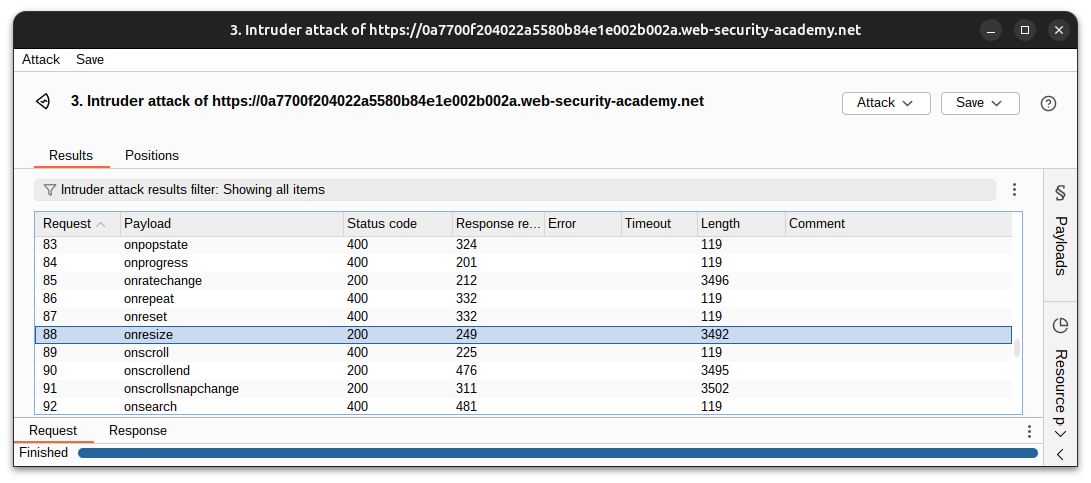 3. Intruder attack of https://0a7700f204022a5580b84e1e002b002a.web-security-academy.net
Attack Save
3. Intruder attack of https://0a7700f204022a5580b84e1e002b002a.web-security-academy.net
Attack Save
Results Positions
Intruder attack results filter: Showing all items
Request Payload Status code Response re... Error Timeout Length Comment
83 onpopstate 400 324 119
84 onprogress 400 201 119
85 onratechange 200 212 3496
86 onrepeat 400 332 119
87 onreset 400 332 119
88 onresize 200 249 3492
89 onscroll 400 225 119
90 onscrollend 200 476 3495
91 onscrollsnapchange 200 311 3502
92 onsearch 400 481 119
Payloads
Resource p
Request Response
Finished